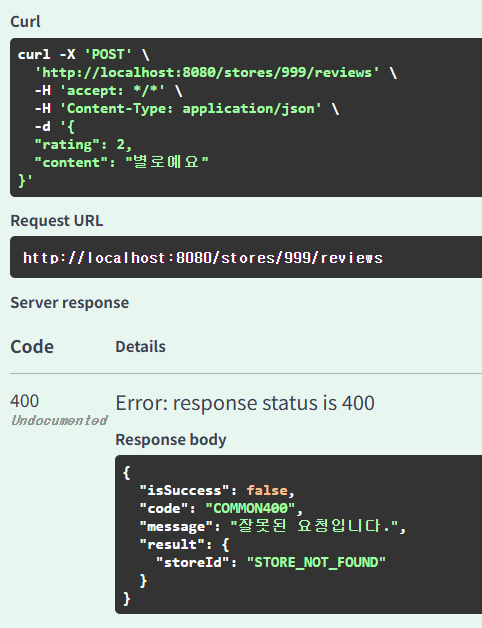 Curl
curl -X 'POST' \
  'http://localhost:8080/stores/999/reviews' \
  -H 'accept: */*' \
  -H 'Content-Type: application/json' \
  -d '{
  "rating": 2,
  "content": "별로예요"
}'
Request URL
http://localhost:8080/stores/999/reviews
Server response
Code Details
400 Error: response status is 400
Undocumented
Response body
{
  "isSuccess": false,
  "code": "COMMON400",
  "message": "잘못된 요청입니다.",
  "result": {
    "storeId": "STORE_NOT_FOUND"
  }
}